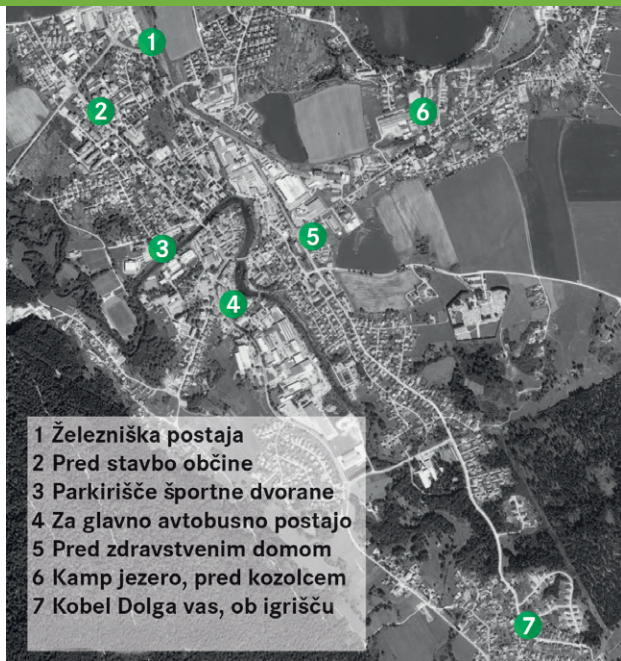 1
2
6
5
3
4
1 Železniška postaja
2 Pred stavbo občine
3 Parkirišče športne dvorane
4 Za glavno avtobusno postajo
5 Pred zdravstvenim domom
6 Kamp jezero, pred kozolcem
7 Kobel Dolga vas, ob igrišču
7